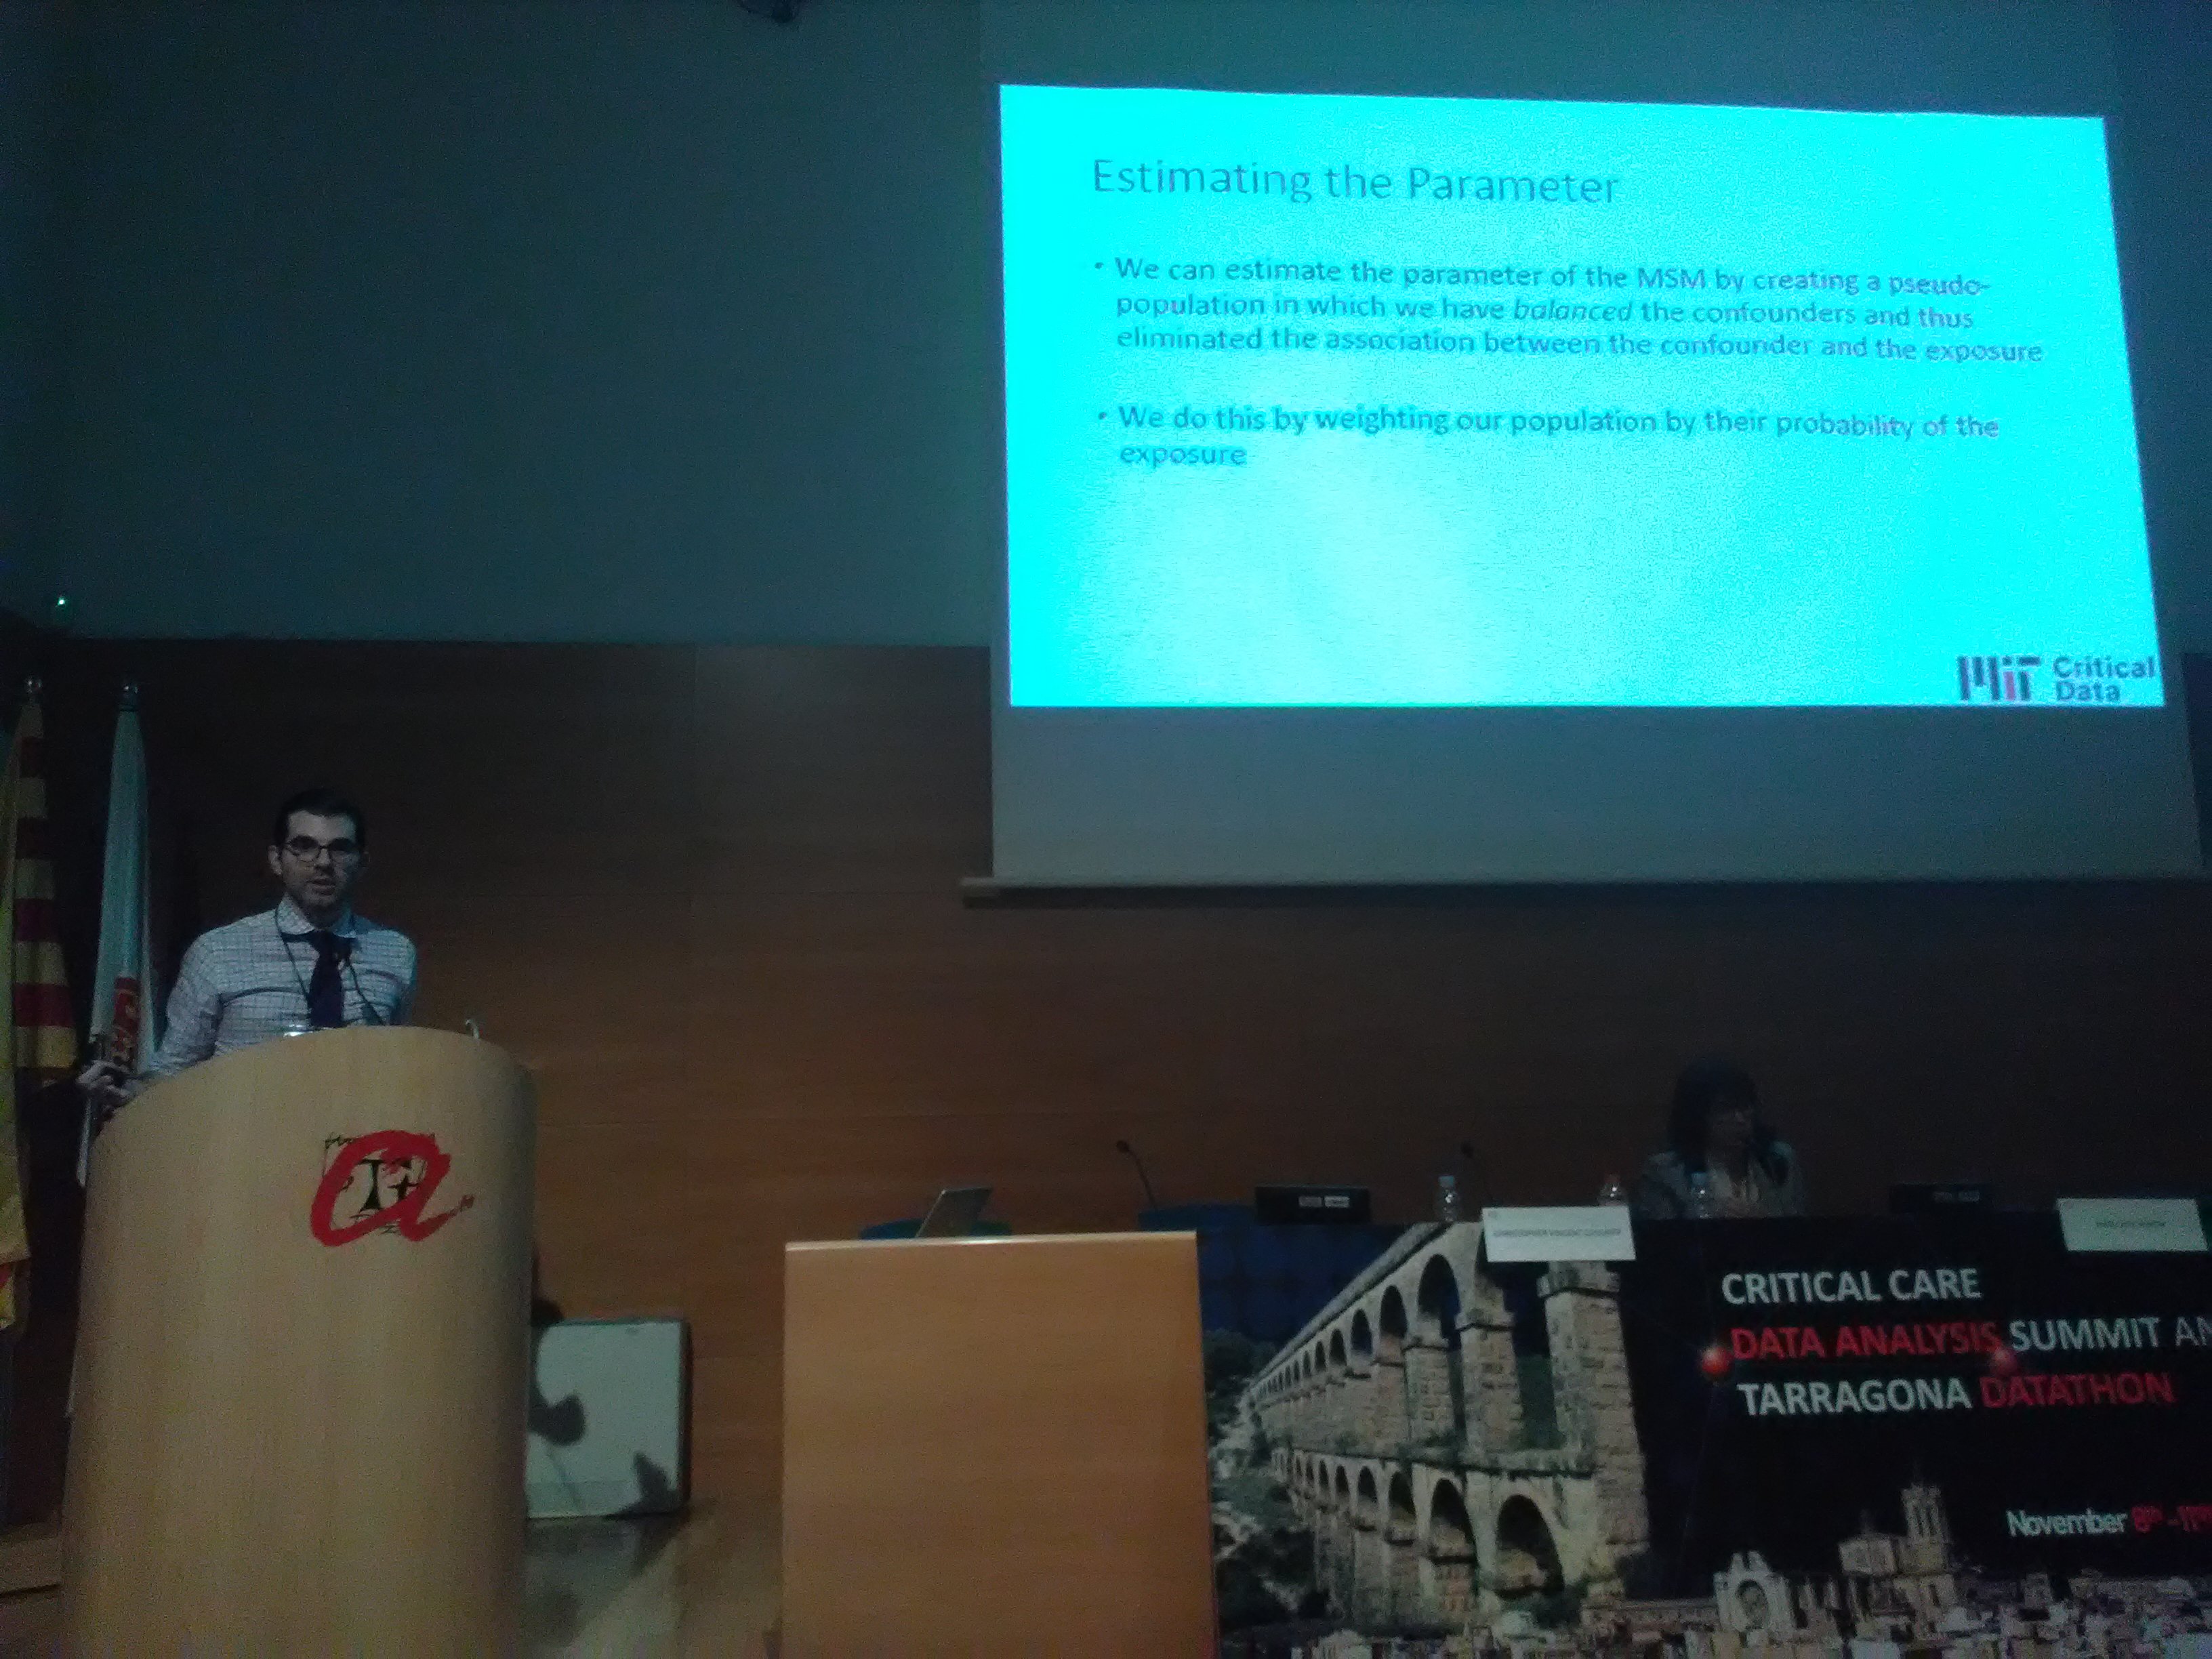 Estimating the Parameter
• We can estimate the parameter of the MSM by creating a pseudo-
population in which we have balanced the confounders and thus
eliminated the association between the confounder and the exposure
• We do this by weighting our population by their probability of the
exposure
MIT Critical
Data
CRITICAL CARE
DATA ANALYSIS SUMMIT AN
TARRAGONA DATATHON
November 8th - 11th